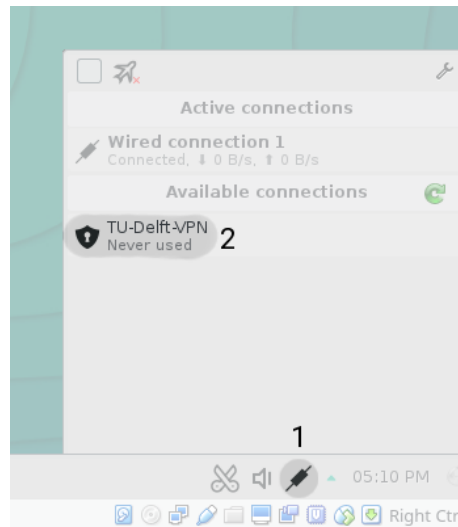 Active connections
Wired connection 1
Connected, ⬇ 0 B/s, ⬆ 0 B/s
Available connections
TU-Delft-VPN
Never used
2
1
05:10 PM
Right Ctr